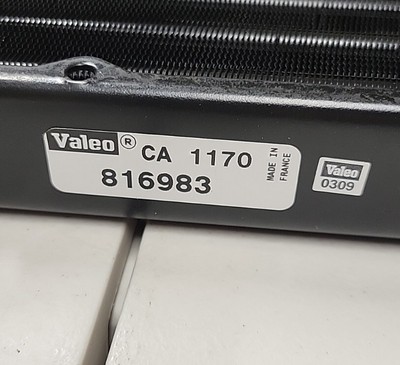 Valeo® CA 1170
816983
MADE IN
FRANCE
Valeo
0309